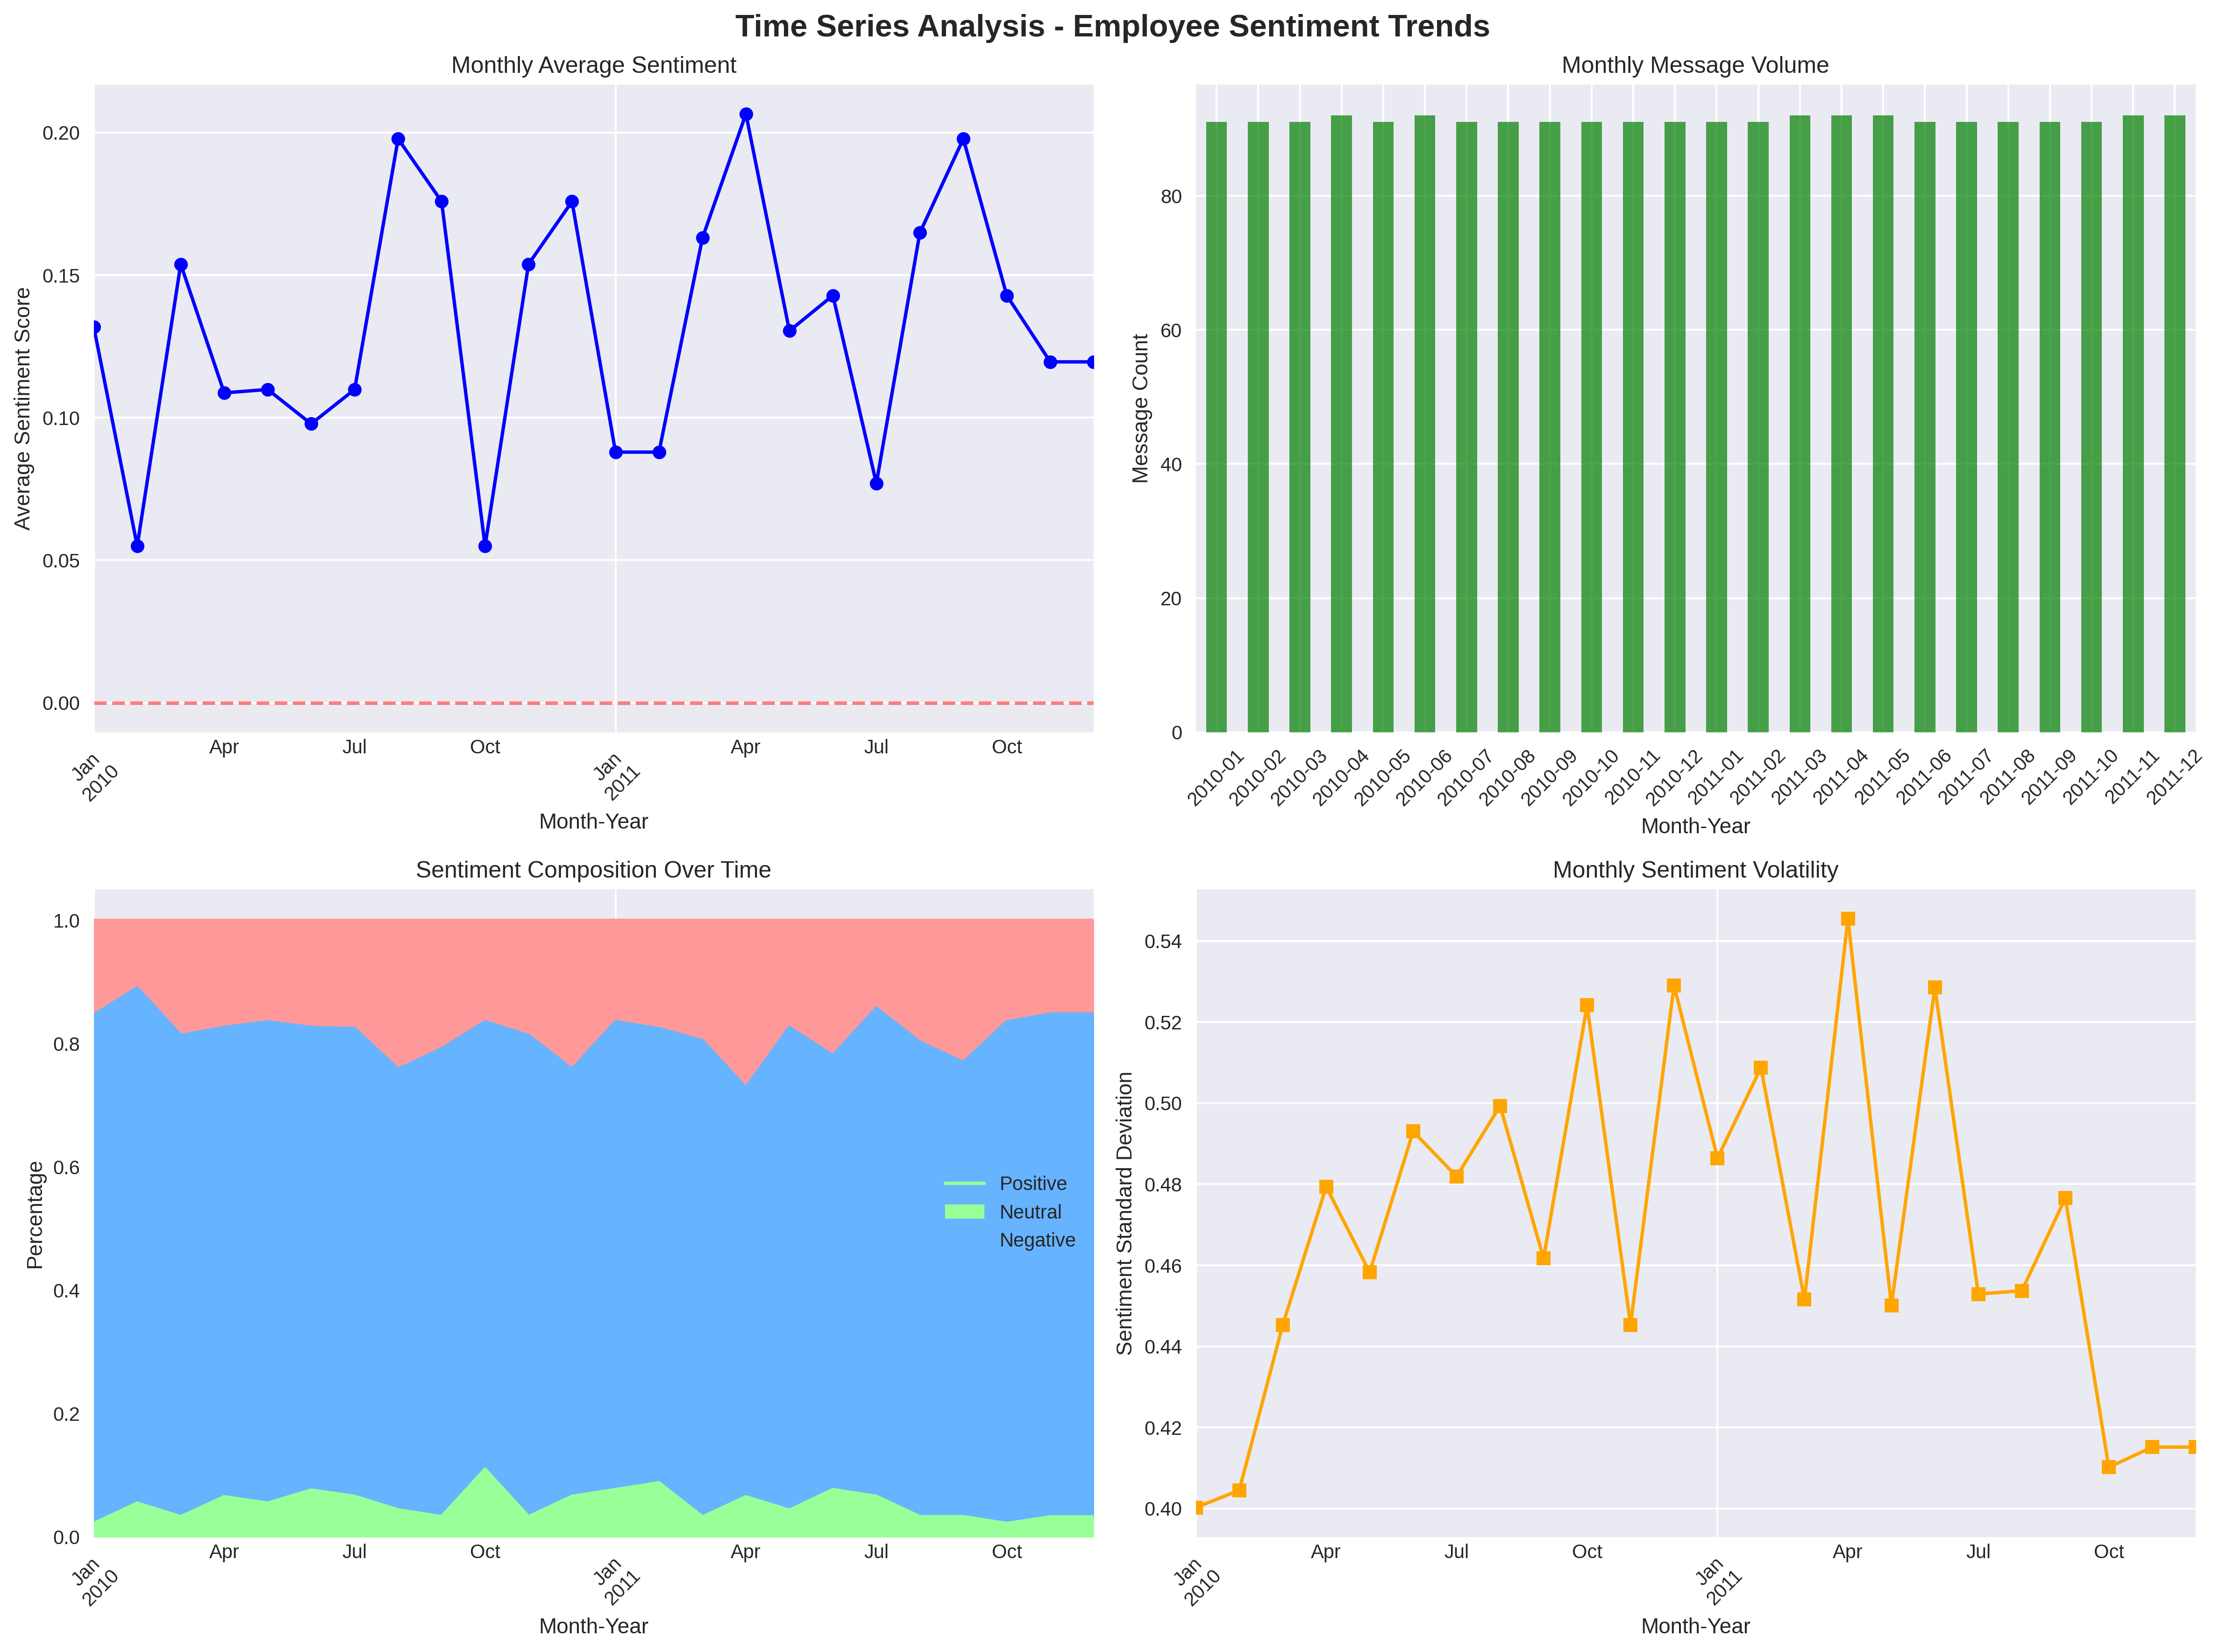 Time Series Analysis - Employee Sentiment Trends
Monthly Average Sentiment
Average Sentiment Score
0.20
0.15
0.10
0.05
0.00
Jan
2010
Apr
Jul
Oct
Jan
2011
Apr
Jul
Oct
Month-Year
Monthly Message Volume
Message Count
80
60
40
20
0
2010-01
2010-02
2010-03
2010-04
2010-05
2010-06
2010-07
2010-08
2010-09
2010-10
2010-11
2010-12
2011-01
2011-02
2011-03
2011-04
2011-05
2011-06
2011-07
2011-08
2011-09
2011-10
2011-11
2011-12
Month-Year
Sentiment Composition Over Time
Percentage
1.0
0.8
0.6
0.4
0.2
0.0
Positive
Neutral
Negative
Jan
2010
Apr
Jul
Oct
Jan
2011
Apr
Jul
Oct
Month-Year
Monthly Sentiment Volatility
Sentiment Standard Deviation
0.54
0.52
0.50
0.48
0.46
0.44
0.42
0.40
Jan
2010
Apr
Jul
Oct
Jan
2011
Apr
Jul
Oct
Month-Year